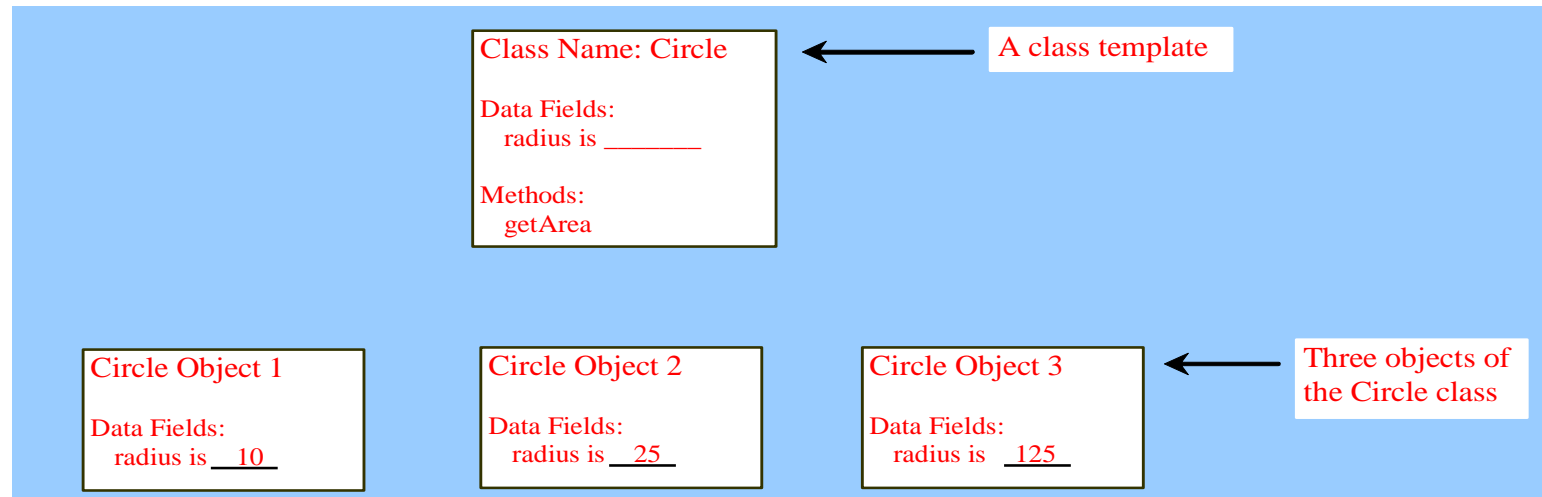 Class Name: Circle
Data Fields:
radius is _______
Methods:
getArea
A class template
Circle Object 1
Data Fields:
radius is 10
Circle Object 2
Data Fields:
radius is 25
Circle Object 3
Data Fields:
radius is 125
Three objects of
the Circle class